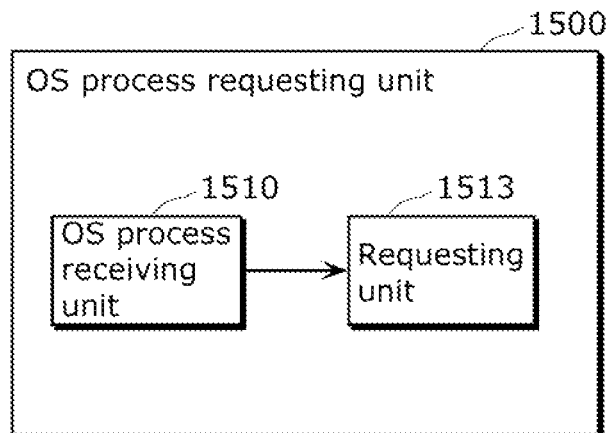 1500
OS process requesting unit
1510
1513
OS process
receiving
unit
Requesting
unit